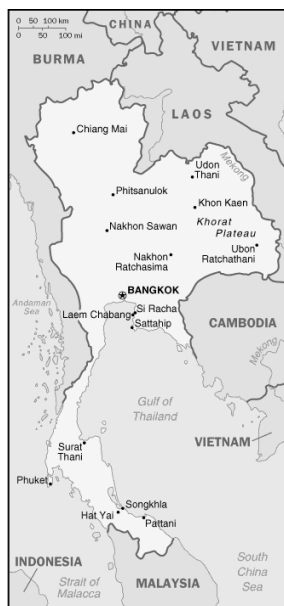 0 50 100 km
0 50 100 mi
CHINA
BURMA
VIETNAM
LAOS
Chiang Mai
Udon
Thani
Mekong
Phitsanulok
Khon Kaen
Nakhon Sawan
Khorat
Plateau
Nakhon
Ratchasima
Ubon
Ratchathani
BANGKOK
Andaman
Sea
Si Racha
Laem Chabang
Sattahip
CAMBODIA
Mekong
Gulf of
Thailand
VIETNAM
Surat
Thani
Phuket
Songkhla
Hat Yai
Pattani
INDONESIA
Strait of
Malacca
MALAYSIA
South
China
Sea